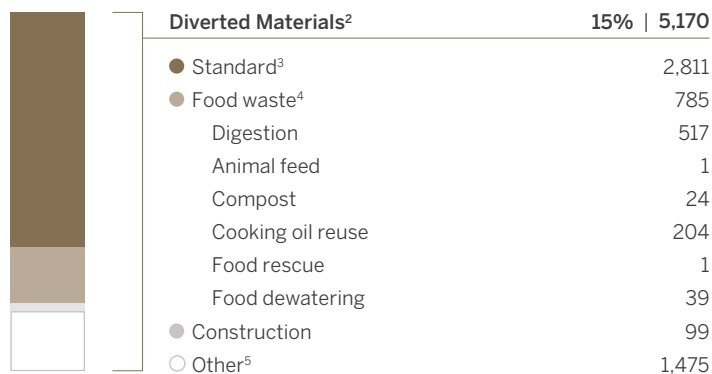 Diverted Materials² 15% | 5,170
Standard³ 2,811
Food waste⁴ 785
Digestion 517
Animal feed 1
Compost 24
Cooking oil reuse 204
Food rescue 1
Food dewatering 39
Construction 99
Other⁵ 1,475